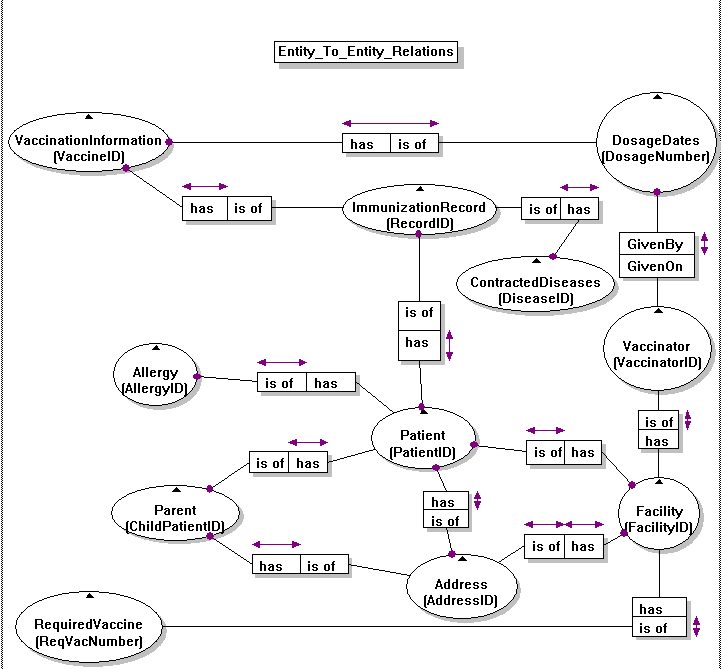 Entity_To_Entity_Relations
VaccinationInformation
(VaccineID)
has
is of
DosageDates
(DosageNumber)
has
is of
ImmunizationRecord
(RecordID)
is of
has
GivenBy
GivenOn
ContractedDiseases
(DiseaseID)
is of
has
Vaccinator
(VaccinatorID)
Allergy
(AllergyID)
is of
has
is of
has
Patient
(PatientID)
is of
has
is of
has
Parent
(ChildPatientID)
has
is of
Facility
(FacilityID)
has
is of
is of
has
Address
(AddressID)
RequiredVaccine
(ReqVacNumber)
has
is of